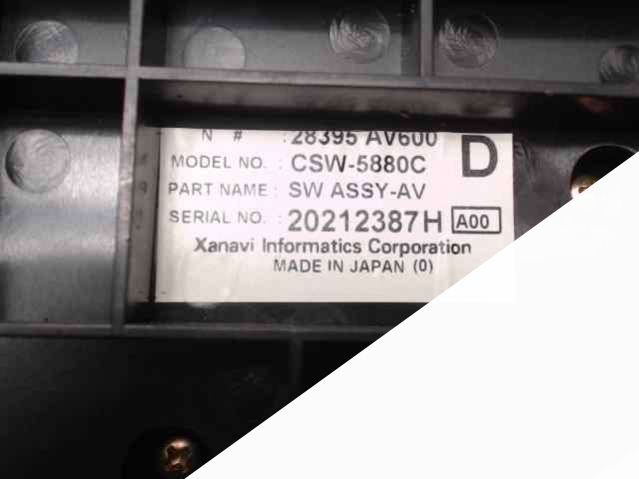 N # : 28395 AV600
D
MODEL NO. : CSW-5880C
PART NAME : SW ASSY-AV
SERIAL NO. : 20212387H A00
Xanavi Informatics Corporation
MADE IN JAPAN (0)